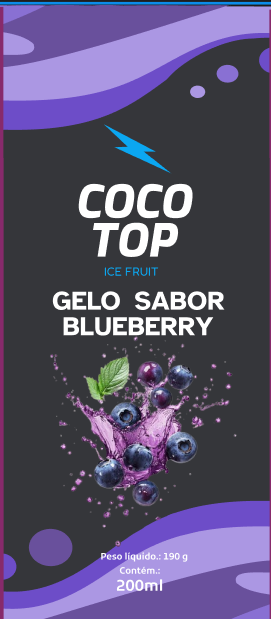 COCO
TOP
ICE FRUIT
GELO SABOR
BLUEBERRY
Peso líquido.: 190 g
Contém.:
200ml